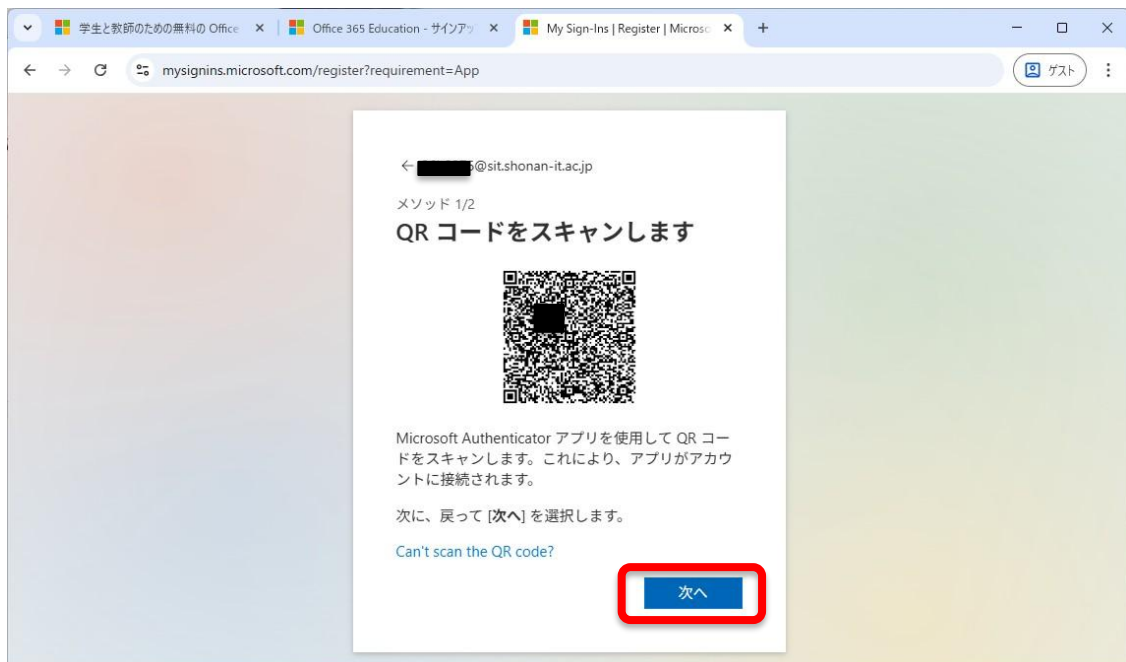 学生と教師のための無料の Office
Office 365 Education - サインアッ
My Sign-Ins | Register | Microsc
mysignins.microsoft.com/register?requirement=App
ゲスト
@sit.shonan-it.ac.jp
メソッド 1/2
QR コードをスキャンします
Microsoft Authenticator アプリを使用して QR コー
ドをスキャンします。これにより、アプリがアカウ
ントに接続されます。
次に、戻って [次へ] を選択します。
Can't scan the QR code?
次へ